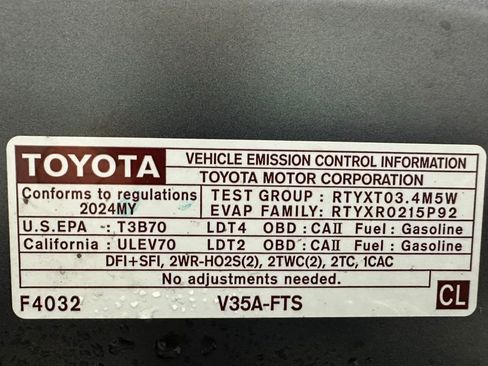 TOYOTA VEHICLE EMISSION CONTROL INFORMATION
TOYOTA MOTOR CORPORATION
Conforms to regulations TEST GROUP : RTYXT03.4M5W
2024MY EVAP FAMILY: RTYXR0215P92
U.S.EPA : T3B70 LDT4 OBD : CAII Fuel : Gasoline
California : ULEV70 LDT2 OBD : CAII Fuel : Gasoline
DFI+SFI, 2WR-HO2S(2), 2TWC(2), 2TC, 1CAC
No adjustments needed.
F4032 V35A-FTS CL